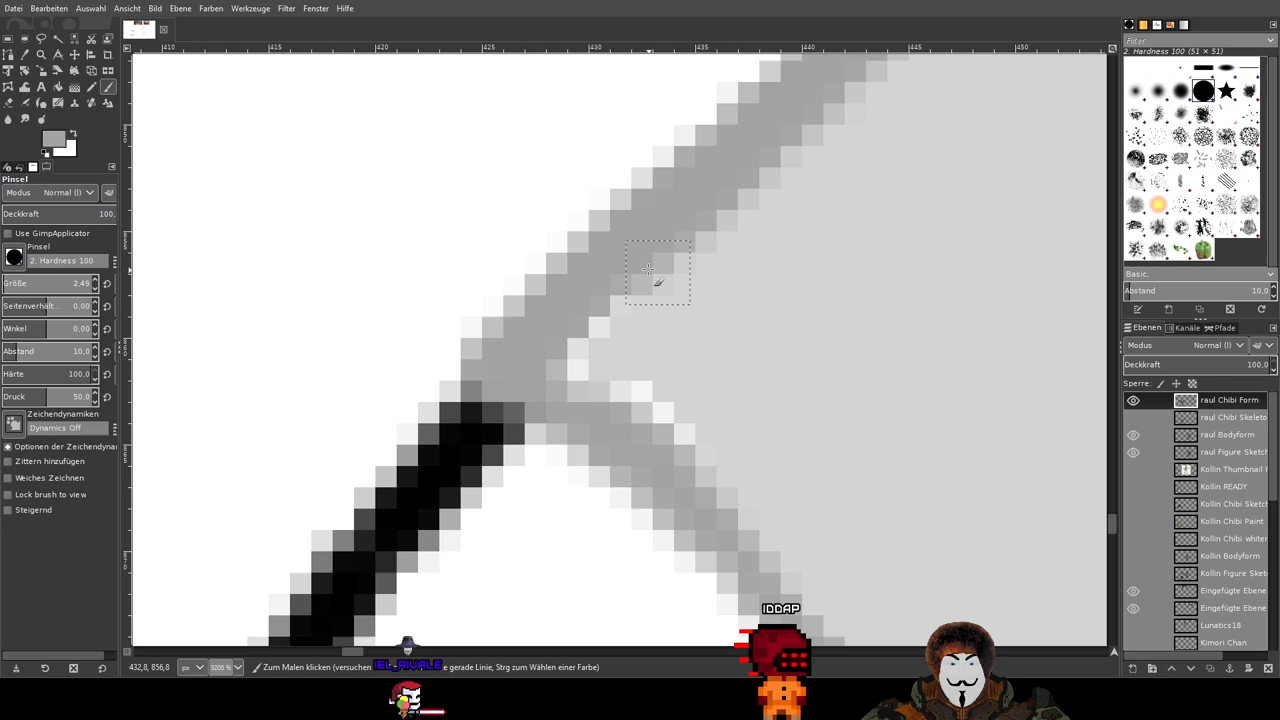 Datei Bearbeiten Auswahl Ansicht Bild Ebene Farben Werkzeuge Filter Fenster Hilfe
410 415 420 425 430 435 440 445 450
Filter
2. Hardness 100 (51 × 51)
Pinsel
Modus Normal (l)
Deckkraft 100,
Use GimpApplicator
Pinsel
2. Hardness 100
Größe 2,49
Seitenverhält... 0,00
Winkel 0,00
Abstand 10,0
Härte 100,0
Druck 50,0
Zeichendynamiken
Dynamics Off
Optionen der Zeichendyna
Zittern hinzufügen
Weiches Zeichnen
Lock brush to view
Steigernd
Basic.
Abstand 10,0
Ebenen Kanäle Pfade
Modus Normal (l)
Deckkraft 100,0
Sperre:
raul Chibi Form
raul Chibi Skeleto
raul Bodyform
raul Figure Sketch
Kollin Thumbnail
Kollin READY
Kollin Chibi Sketc
Kollin Chibi Paint
Kollin Chibi whiter
Kollin Bodyform
Kollin Figure Sket
Eingefügte Ebene
Eingefügte Ebene
Lunatics18
Kimori Chan
432,8, 856,8 px 3200 % Zum Malen klicken (versuchen e gerade Linie, Strg zum Wählen einer Farbe)
IEL_RIVALE
IDDAP